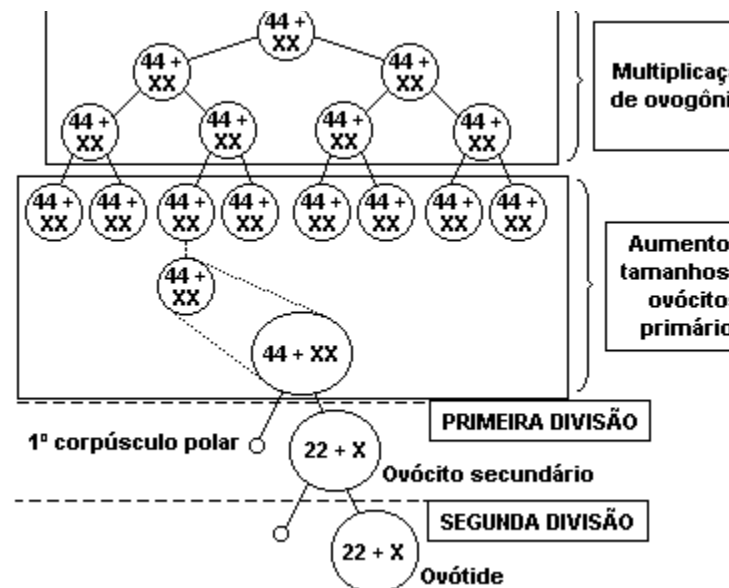 44 +
XX
44 +
XX
44 +
XX
44 +
XX
44 +
XX
44 +
XX
44 +
XX
44 +
XX
44 +
XX
44 +
XX
44 +
XX
44 +
XX
44 +
XX
44 +
XX
44 +
XX
44 +
XX
44 + XX
Multiplicaç
de ovogôni
Aumento
tamanhos
ovócitos
primário
PRIMEIRA DIVISÃO
1º corpúsculo polar
22 + X
Ovócito secundário
SEGUNDA DIVISÃO
22 + X
Ovótide